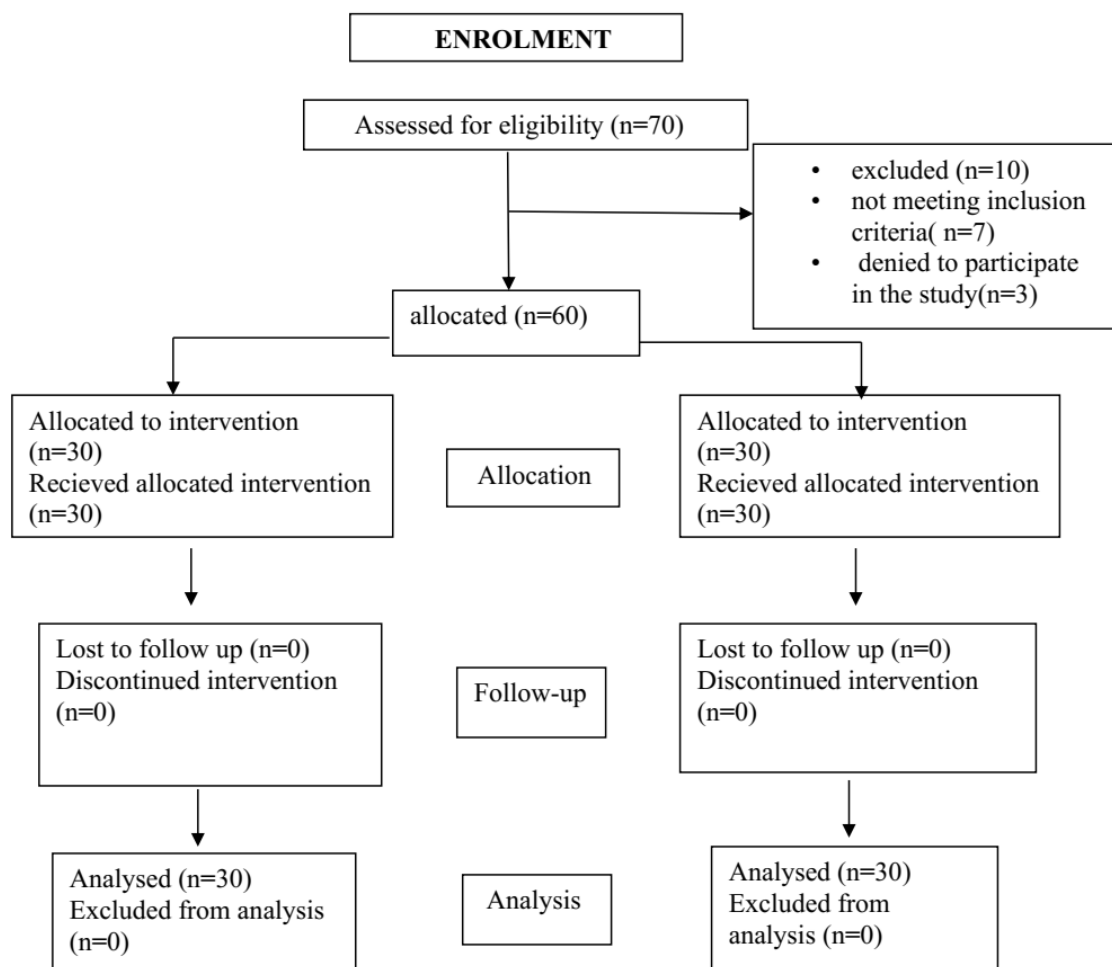 ENROLMENT
Assessed for eligibility (n=70)
• excluded (n=10)
• not meeting inclusion
criteria( n=7)
• denied to participate
in the study(n=3)
allocated (n=60)
Allocated to intervention
(n=30)
Recieved allocated intervention
(n=30)
Allocation
Allocated to intervention
(n=30)
Recieved allocated intervention
(n=30)
Lost to follow up (n=0)
Discontinued intervention
(n=0)
Follow-up
Lost to follow up (n=0)
Discontinued intervention
(n=0)
Analysed (n=30)
Excluded from analysis
(n=0)
Analysis
Analysed (n=30)
Excluded from
analysis (n=0)